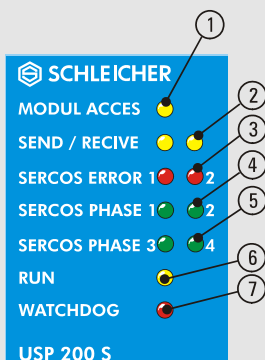 1
SCHLEICHER
MODUL ACCES
2
SEND / RECIVE
3
SERCOS ERROR 1 2
4
SERCOS PHASE 1 2
5
SERCOS PHASE 3 4
RUN
6
WATCHDOG
7
USP 200 S